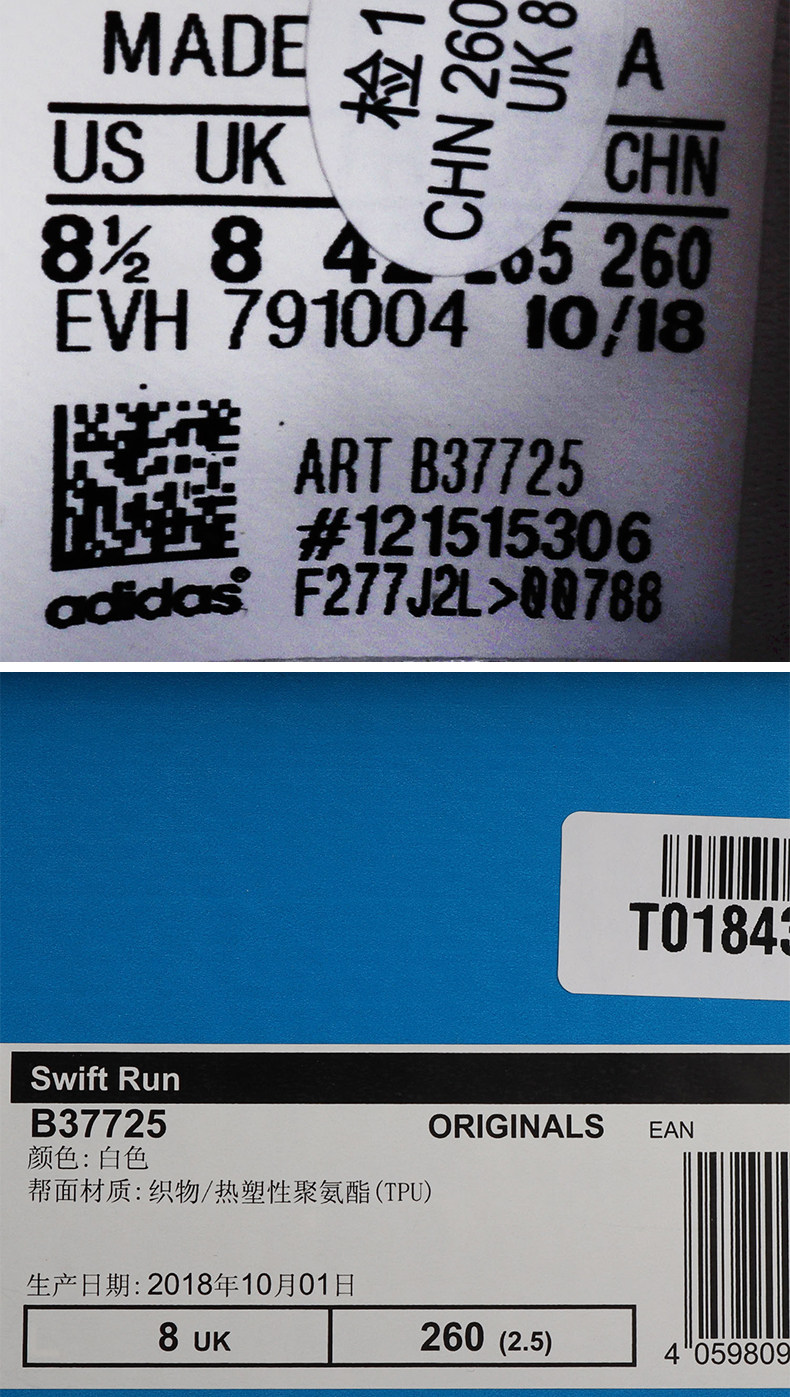 MADE A
检1
CHN 260
UK 8
US UK CHN
8½ 8 260
EVH 791004 10/18
ART B37725
#121515306
F277J2L>00788
adidas
T01843
Swift Run
B37725 ORIGINALS EAN
颜色: 白色
帮面材质: 织物/热塑性聚氨酯(TPU)
生产日期: 2018年10月01日
8 UK 260 (2.5)
4 059809